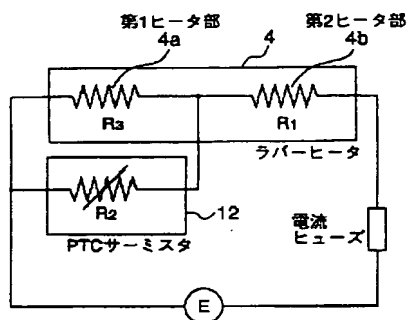 第1ヒータ部
4a
4
第2ヒータ部
4b
R3
R1
ラバーヒータ
R2
12
PTCサーミスタ
電流
ヒューズ
E